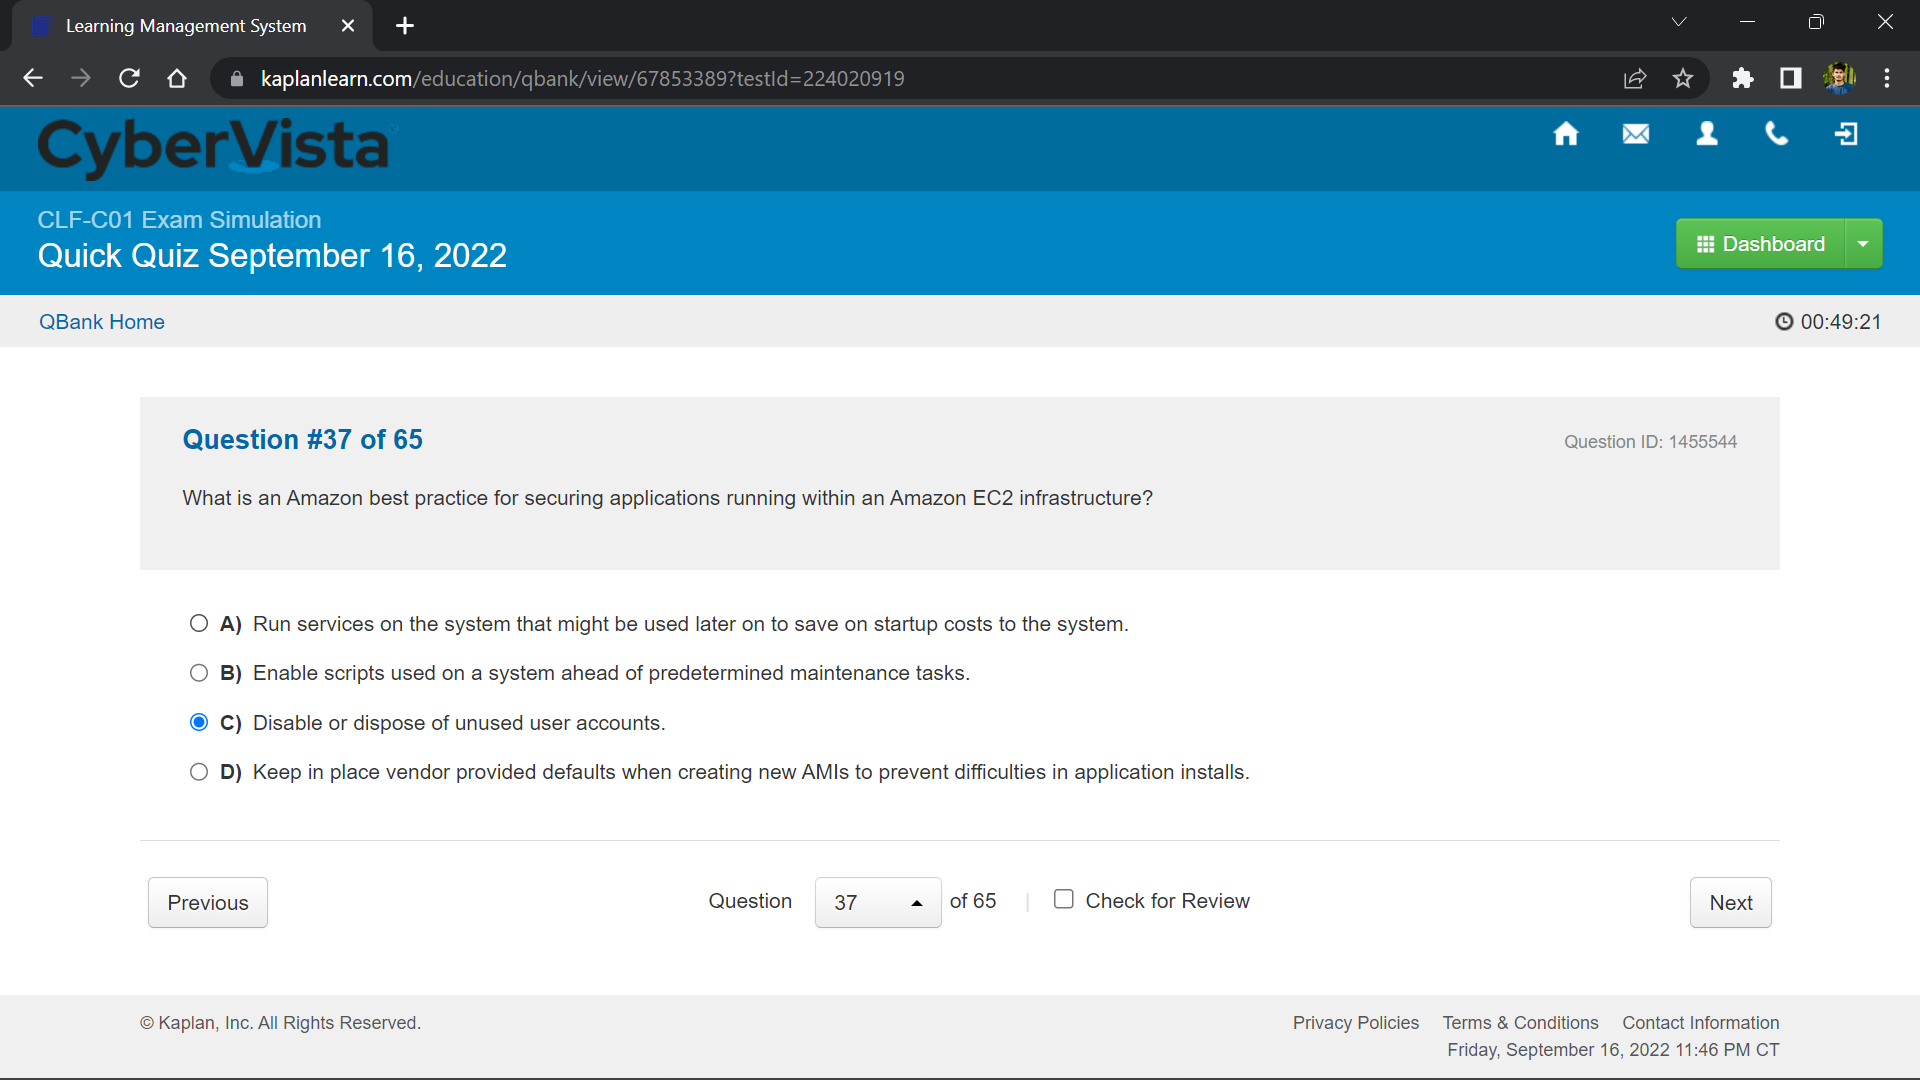 Learning Management System
kaplanlearn.com/education/qbank/view/67853389?testId=224020919
CyberVista
CLF-C01 Exam Simulation
Quick Quiz September 16, 2022
Dashboard
QBank Home
00:49:21
Question #37 of 65
Question ID: 1455544
What is an Amazon best practice for securing applications running within an Amazon EC2 infrastructure?
A) Run services on the system that might be used later on to save on startup costs to the system.
B) Enable scripts used on a system ahead of predetermined maintenance tasks.
C) Disable or dispose of unused user accounts.
D) Keep in place vendor provided defaults when creating new AMIs to prevent difficulties in application installs.
Previous
Question 37 of 65 | Check for Review
Next
© Kaplan, Inc. All Rights Reserved.
Privacy Policies Terms & Conditions Contact Information
Friday, September 16, 2022 11:46 PM CT